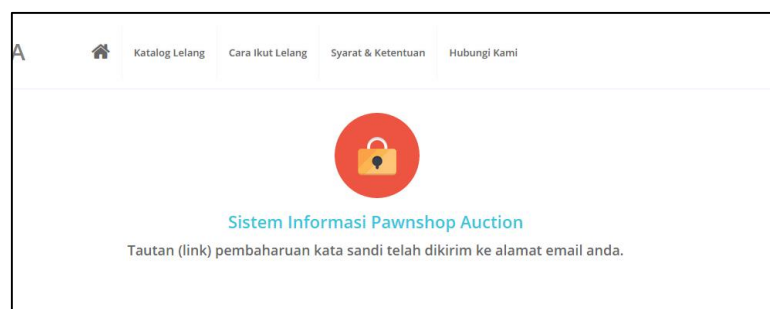 A
Katalog Lelang
Cara Ikut Lelang
Syarat & Ketentuan
Hubungi Kami
Sistem Informasi Pawnshop Auction
Tautan (link) pembaharuan kata sandi telah dikirim ke alamat email anda.